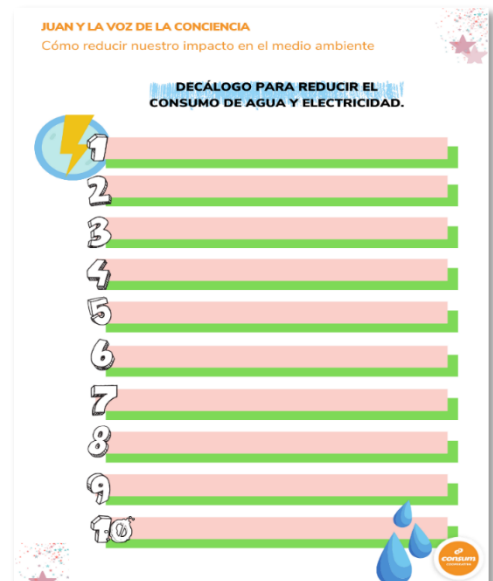 JUAN Y LA VOZ DE LA CONCIENCIA
Cómo reducir nuestro impacto en el medio ambiente
DECÁLOGO PARA REDUCIR EL
CONSUMO DE AGUA Y ELECTRICIDAD.
1
2
3
4
5
6
7
8
9
10
consum